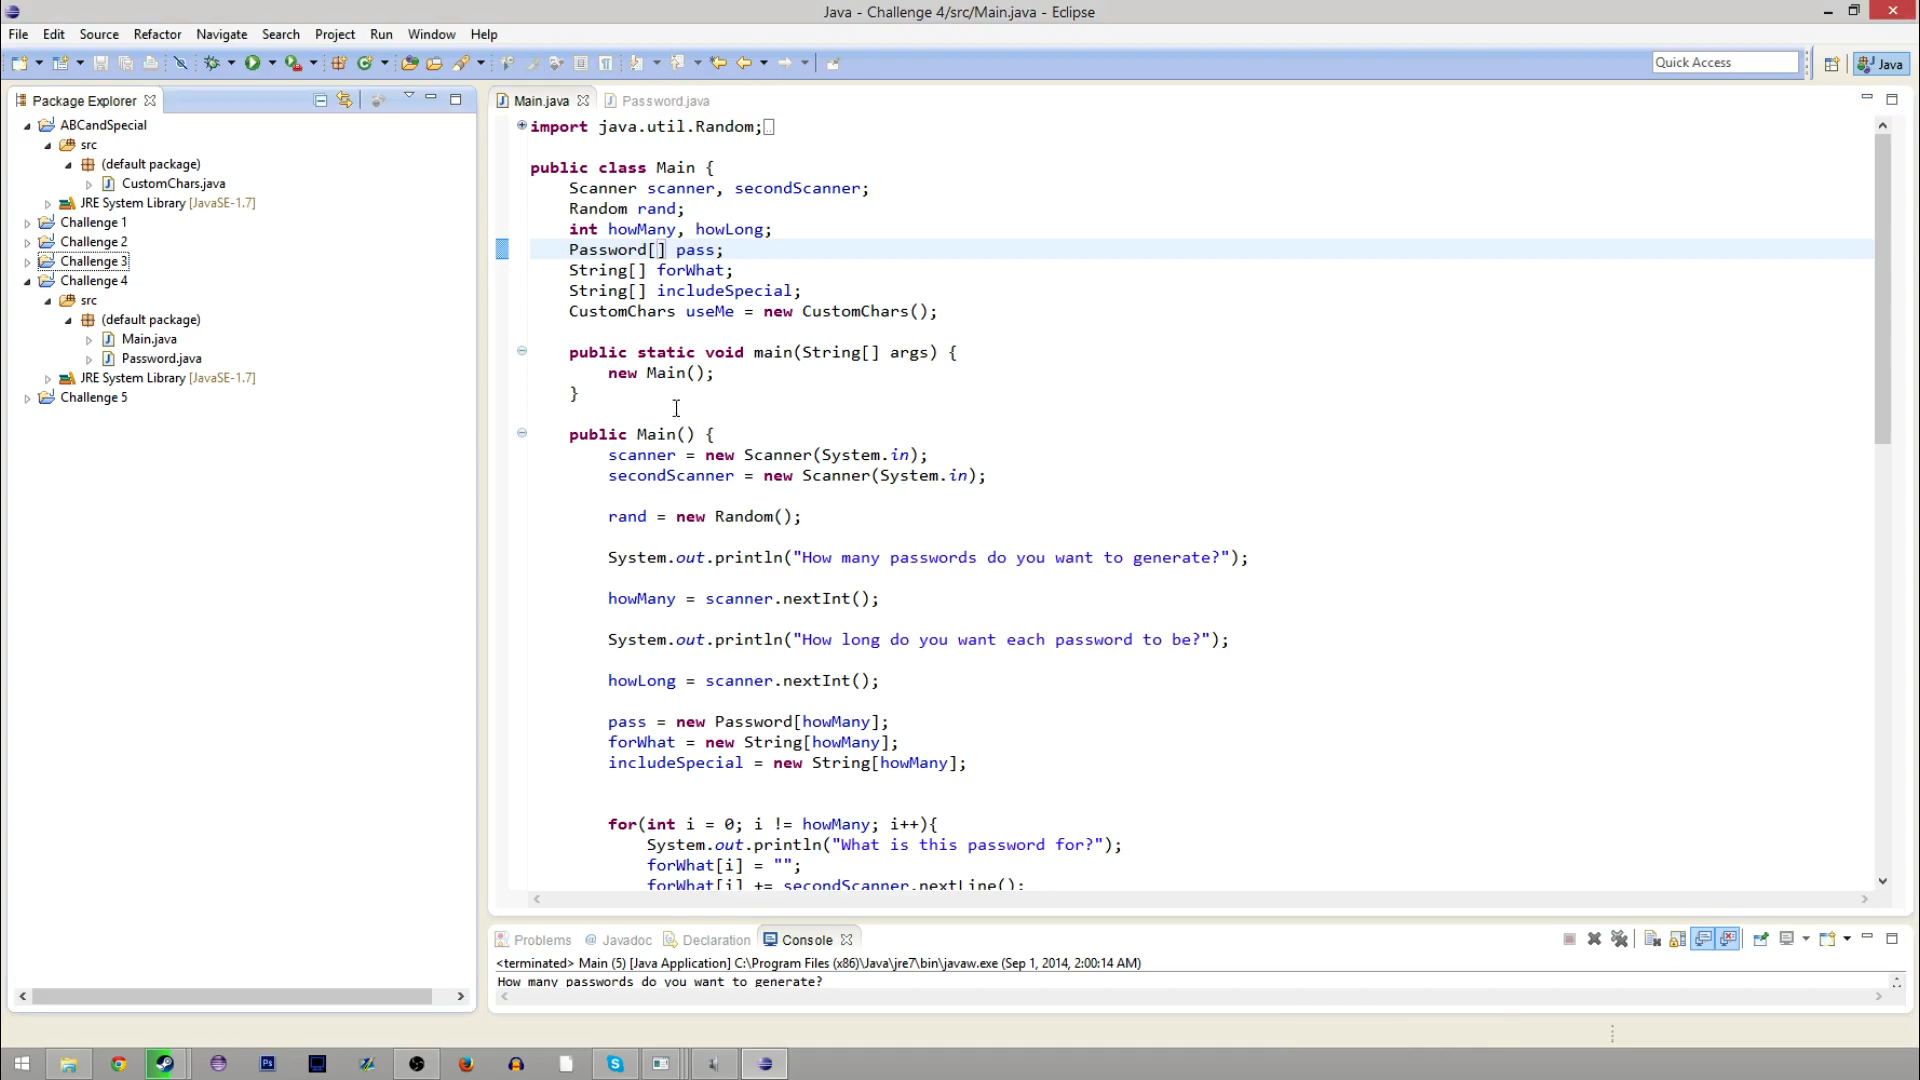 Java - Challenge 4/src/Main.java - Eclipse
File Edit Source Refactor Navigate Search Project Run Window Help
Quick Access
Java
Package Explorer
ABCandSpecial
src
(default package)
CustomChars.java
JRE System Library [JavaSE-1.7]
Challenge 1
Challenge 2
Challenge 3
Challenge 4
src
(default package)
Main.java
Password.java
JRE System Library [JavaSE-1.7]
Challenge 5
Main.java Password.java
import java.util.Random;
public class Main {
Scanner scanner, secondScanner;
Random rand;
int howMany, howLong;
Password[] pass;
String[] forWhat;
String[] includeSpecial;
CustomChars useMe = new CustomChars();
public static void main(String[] args) {
new Main();
}
public Main() {
scanner = new Scanner(System.in);
secondScanner = new Scanner(System.in);
rand = new Random();
System.out.println("How many passwords do you want to generate?");
howMany = scanner.nextInt();
System.out.println("How long do you want each password to be?");
howLong = scanner.nextInt();
pass = new Password[howMany];
forWhat = new String[howMany];
includeSpecial = new String[howMany];
for(int i = 0; i != howMany; i++){
System.out.println("What is this password for?");
forWhat[i] = "";
forWhat[i] += secondScanner.nextLine();
Problems Javadoc Declaration Console
<terminated> Main (5) [Java Application] C:\Program Files (x86)\Java\jre7\bin\javaw.exe (Sep 1, 2014, 2:00:14 AM)
How many passwords do you want to generate?
Ps